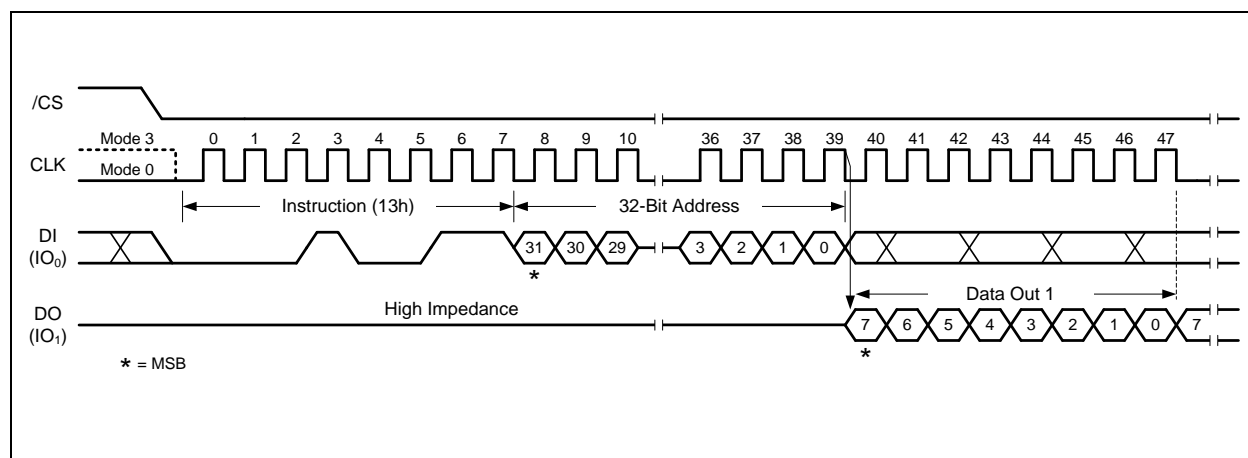 /CS
Mode 3
0 1 2 3 4 5 6 7 8 9 10 36 37 38 39 40 41 42 43 44 45 46 47
CLK
Mode 0
Instruction (13h)
32-Bit Address
DI
(IO0)
31 30 29 3 2 1 0
*
High Impedance
Data Out 1
DO
(IO1)
7 6 5 4 3 2 1 0 7
*
* = MSB